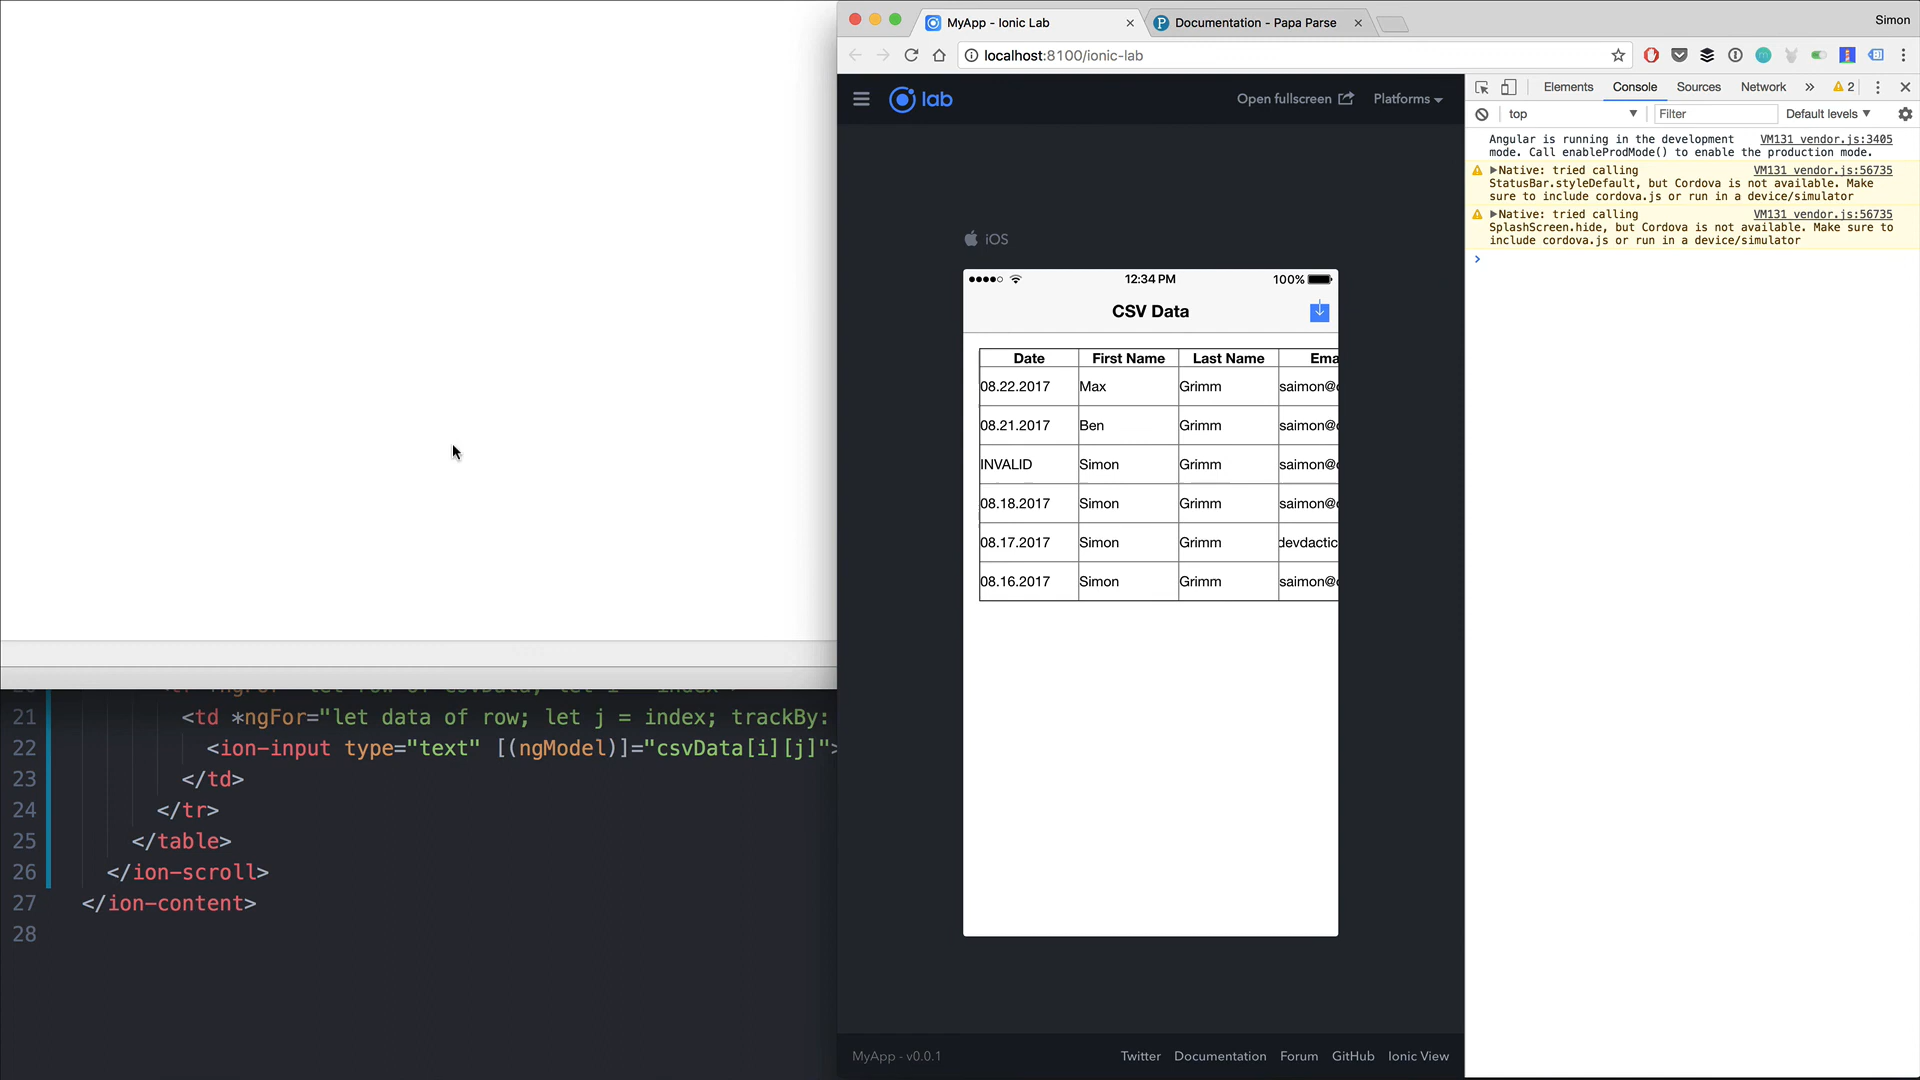 MyApp - Ionic Lab
Documentation - Papa Parse
Simon
localhost:8100/ionic-lab
lab
Open fullscreen
Platforms
Elements
Console
Sources
Network
2
top
Filter
Default levels
Angular is running in the development VM131 vendor.js:3405
mode. Call enableProdMode() to enable the production mode.
Native: tried calling VM131 vendor.js:56735
StatusBar.styleDefault, but Cordova is not available. Make
sure to include cordova.js or run in a device/simulator
Native: tried calling VM131 vendor.js:56735
SplashScreen.hide, but Cordova is not available. Make sure to
include cordova.js or run in a device/simulator
iOS
12:34 PM
100%
CSV Data
Date First Name Last Name Ema
08.22.2017 Max Grimm saimon@
08.21.2017 Ben Grimm saimon@
INVALID Simon Grimm saimon@
08.18.2017 Simon Grimm saimon@
08.17.2017 Simon Grimm devdactic
08.16.2017 Simon Grimm saimon@
21 <td *ngFor="let data of row; let j = index; trackBy:
22 <ion-input type="text" [(ngModel)]="csvData[i][j]">
23 </td>
24 </tr>
25 </table>
26 </ion-scroll>
27 </ion-content>
28
MyApp - v0.0.1
Twitter
Documentation
Forum
GitHub
Ionic View